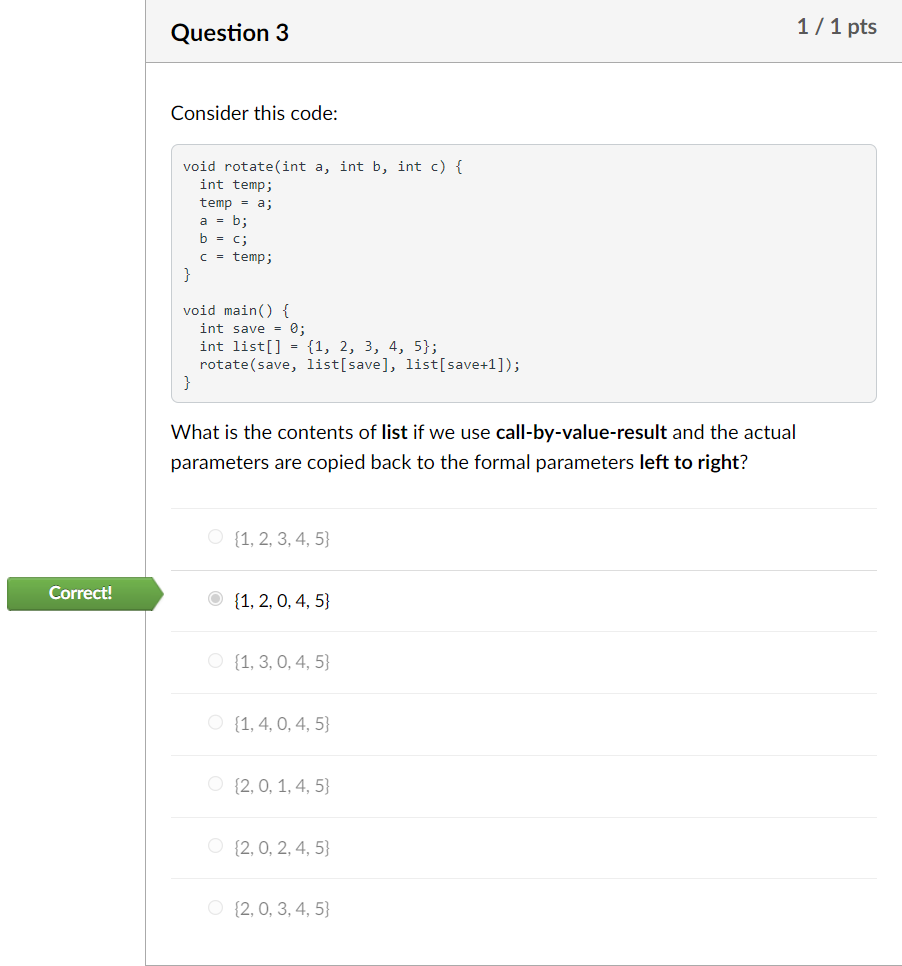 Question 3
1 / 1 pts
Consider this code:
void rotate(int a, int b, int c) {
  int temp;
  temp = a;
  a = b;
  b = c;
  c = temp;
}
void main() {
  int save = 0;
  int list[] = {1, 2, 3, 4, 5};
  rotate(save, list[save], list[save+1]);
}
What is the contents of list if we use call-by-value-result and the actual
parameters are copied back to the formal parameters left to right?
{1, 2, 3, 4, 5}
Correct!
{1, 2, 0, 4, 5}
{1, 3, 0, 4, 5}
{1, 4, 0, 4, 5}
{2, 0, 1, 4, 5}
{2, 0, 2, 4, 5}
{2, 0, 3, 4, 5}